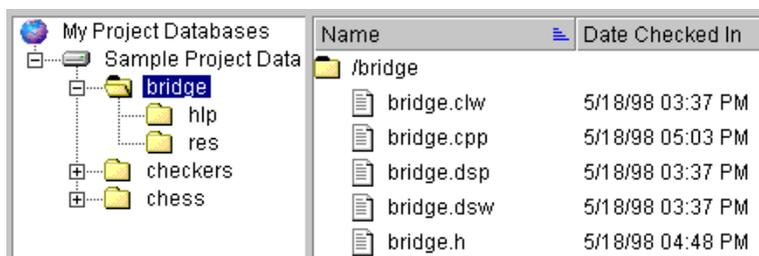 My Project Databases
Sample Project Data
bridge
hlp
res
checkers
chess
Name Date Checked In
/bridge
bridge.clw 5/18/98 03:37 PM
bridge.cpp 5/18/98 05:03 PM
bridge.dsp 5/18/98 03:37 PM
bridge.dsw 5/18/98 03:37 PM
bridge.h 5/18/98 04:48 PM